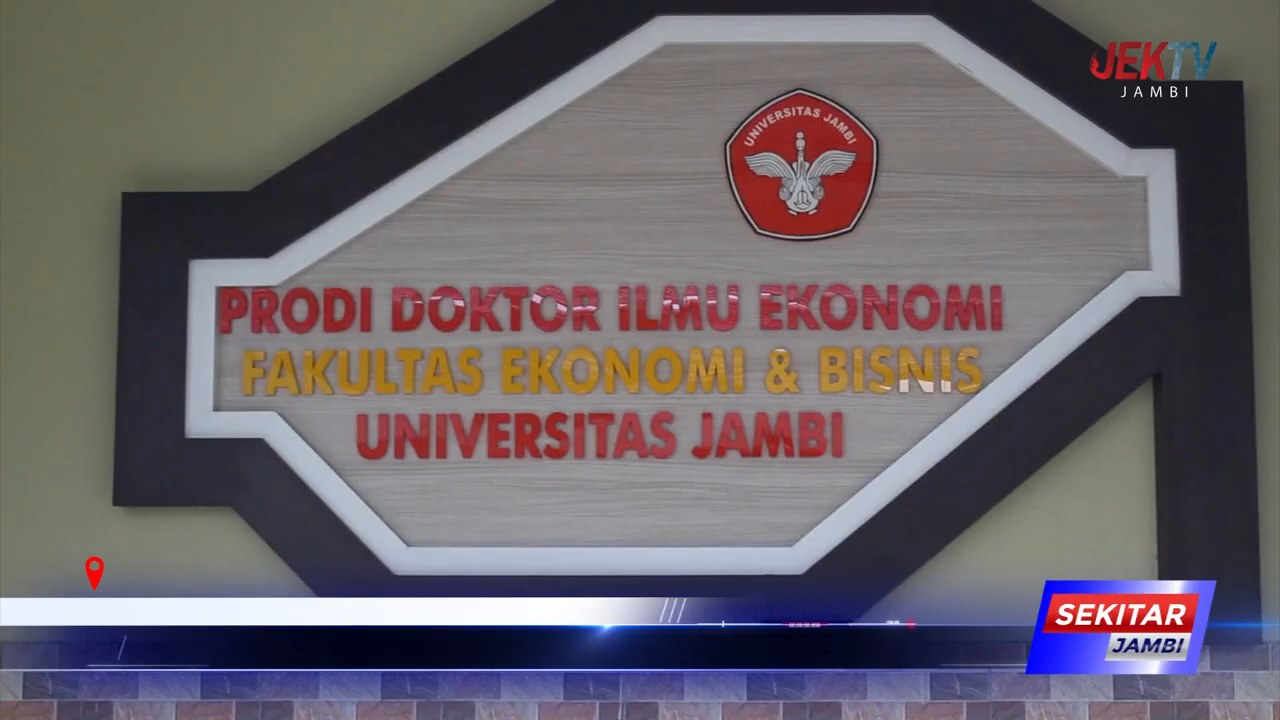 JEKTV
JAMBI
UNIVERSITAS JAMBI
PRODI DOKTOR ILMU EKONOMI
FAKULTAS EKONOMI & BISNIS
UNIVERSITAS JAMBI
SEKITAR
JAMBI